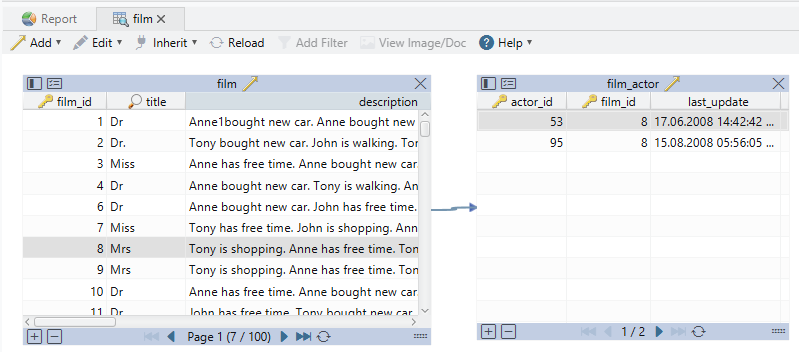 Report film
Add Edit Inherit Reload Add Filter View Image/Doc Help
film
film_id title description
1 Dr Anne1bought new car. Anne bought new
2 Dr. Tony bought new car. John is walking. Ton
3 Miss Anne has free time. Anne bought new car.
4 Dr Anne bought new car. Tony is walking. An
6 Dr Anne bought new car. John has free time.
7 Miss Tony has free time. John is shopping. Ann
8 Mrs Tony is shopping. Anne has free time. Ton
9 Mrs Tony is shopping. Anne has free time. Ton
10 Dr Anne has free time. Anne bought new car.
11 Dr John has free time. Tony bought new car.
Page 1 (7 / 100)
film_actor
actor_id film_id last_update
53 8 17.06.2008 14:42:42 ...
95 8 15.08.2008 05:56:05 ...
1 / 2